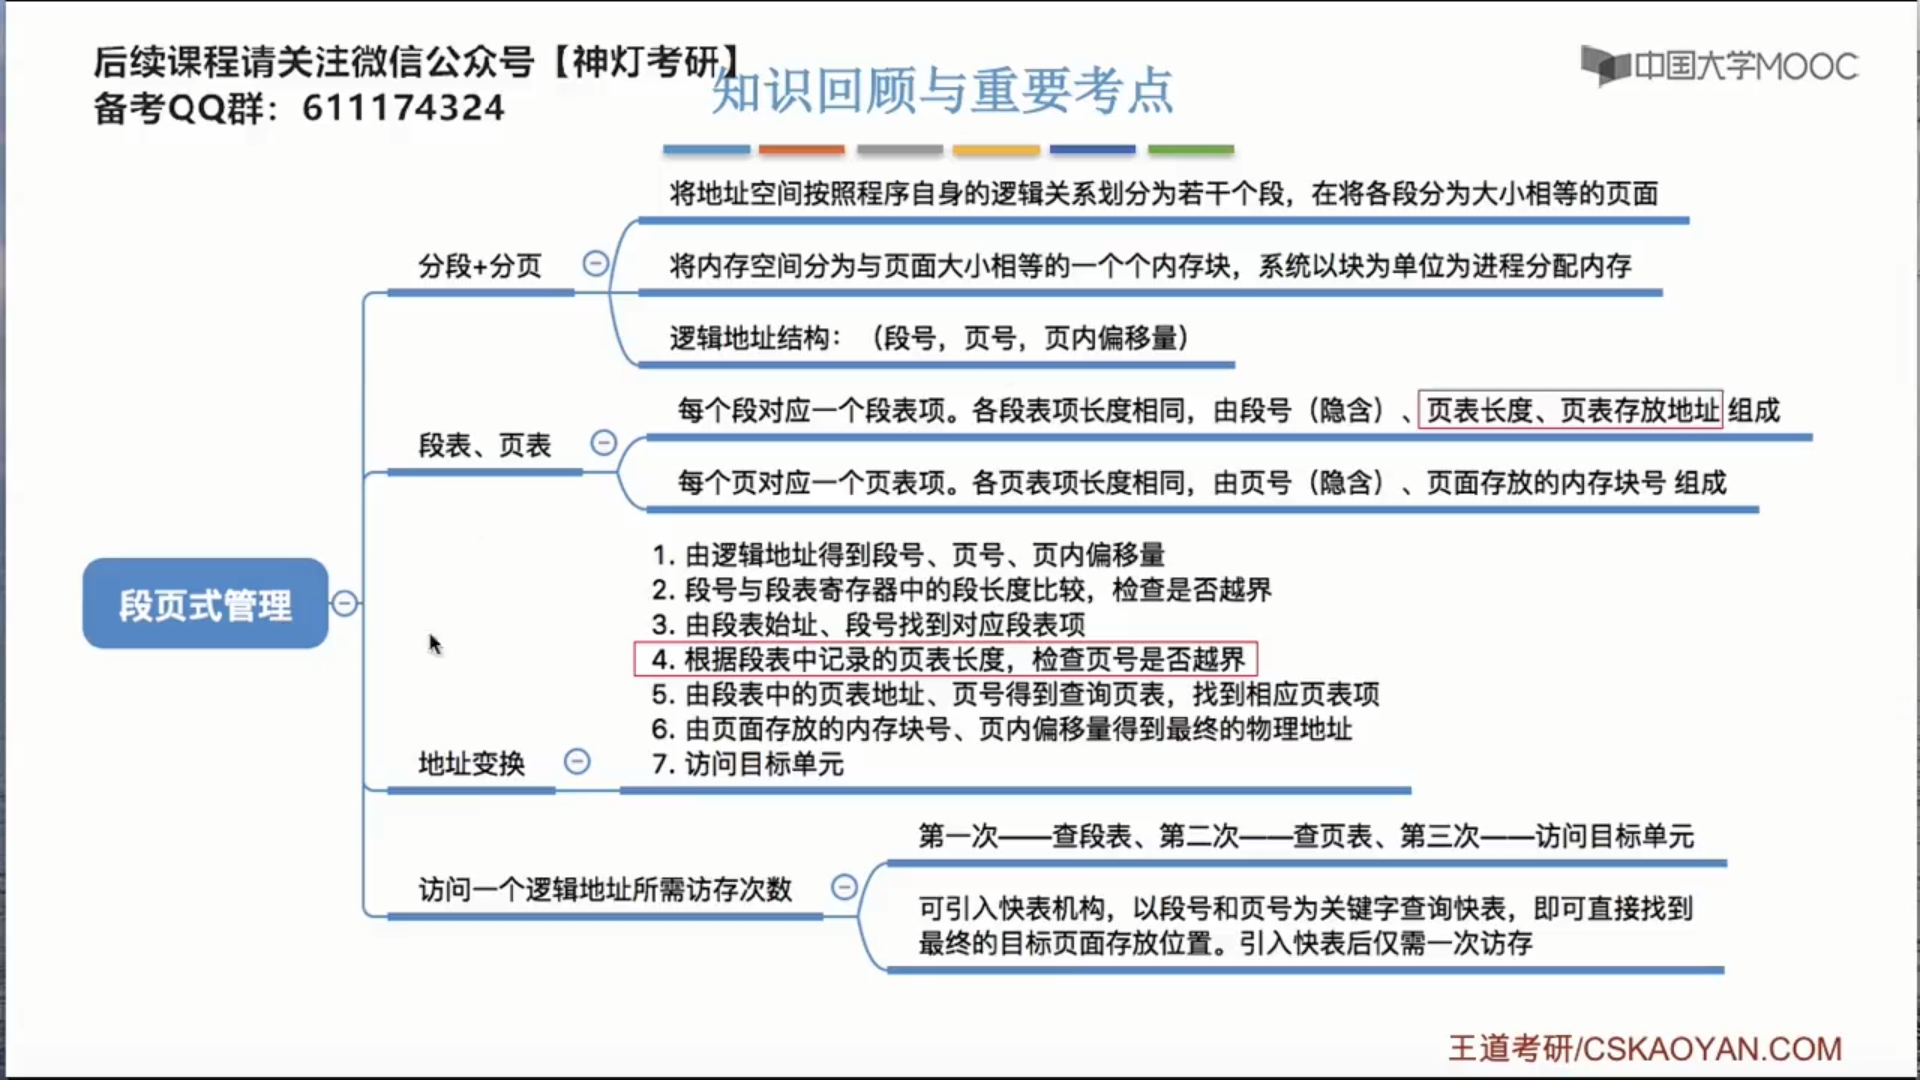 后续课程请关注微信公众号【神灯考研】
备考QQ群：611174324
知识回顾与重要考点
中国大学MOOC
段页式管理
分段+分页
将地址空间按照程序自身的逻辑关系划分为若干个段，在将各段分为大小相等的页面
将内存空间分为与页面大小相等的一个个内存块，系统以块为单位为进程分配内存
逻辑地址结构：（段号，页号，页内偏移量）
段表、页表
每个段对应一个段表项。各段表项长度相同，由段号（隐含）、页表长度、页表存放地址 组成
每个页对应一个页表项。各页表项长度相同，由页号（隐含）、页面存放的内存块号 组成
地址变换
1. 由逻辑地址得到段号、页号、页内偏移量
2. 段号与段表寄存器中的段长度比较，检查是否越界
3. 由段表始址、段号找到对应段表项
4. 根据段表中记录的页表长度，检查页号是否越界
5. 由段表中的页表地址、页号得到查询页表，找到相应页表项
6. 由页面存放的内存块号、页内偏移量得到最终的物理地址
7. 访问目标单元
访问一个逻辑地址所需访存次数
第一次——查段表、第二次——查页表、第三次——访问目标单元
可引入快表机构，以段号和页号为关键字查询快表，即可直接找到
最终的目标页面存放位置。引入快表后仅需一次访存
王道考研/CSKAOYAN.COM